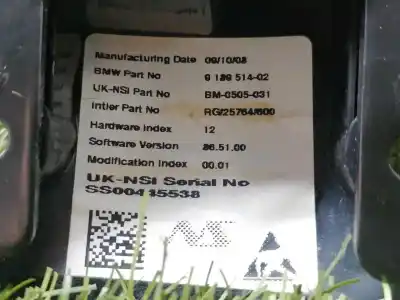 Manufacturing Date 09/10/08
BMW Part No 9 189 514-02
UK-NSI Part No BM-0505-031
Intier Part No RG/25764/600
Hardware Index 12
Software Version 86.51.00
Modification Index 00.01
UK-NSI Serial No
SS00435538